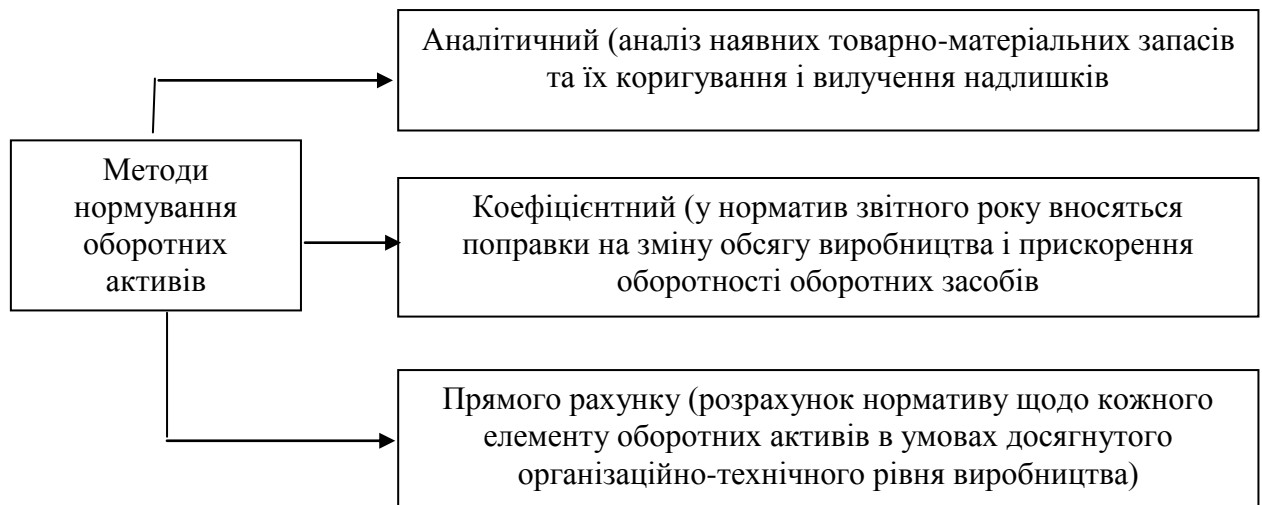 Аналітичний (аналіз наявних товарно-матеріальних запасів
та їх коригування і вилучення надлишків
Методи
нормування
оборотних
активів
Коефіцієнтний (у норматив звітного року вносяться
поправки на зміну обсягу виробництва і прискорення
оборотності оборотних засобів
Прямого рахунку (розрахунок нормативу щодо кожного
елементу оборотних активів в умовах досягнутого
організаційно-технічного рівня виробництва)